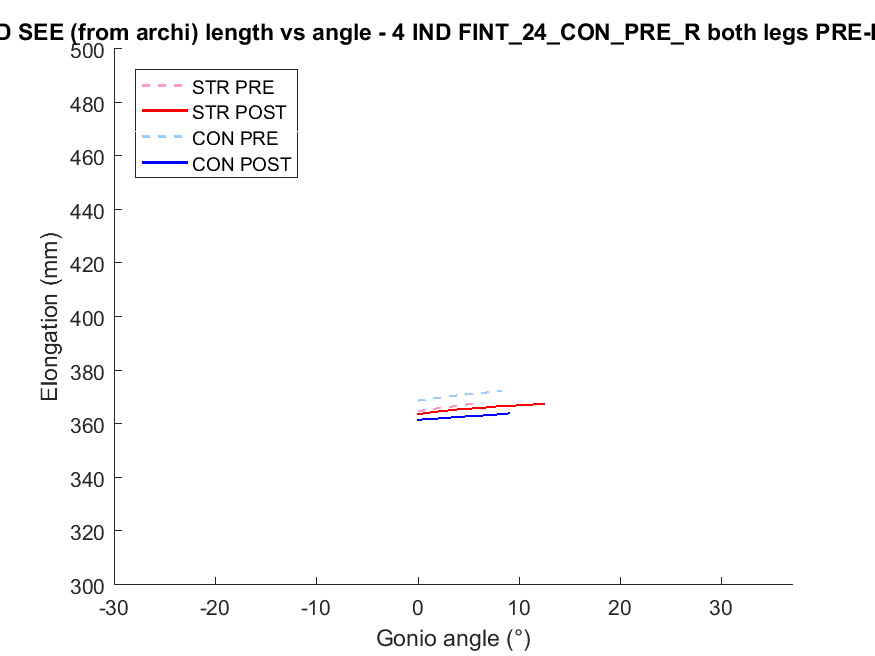 D SEE (from archi) length vs angle - 4 IND FINT_24_CON_PRE_R both legs PRE-
500
480
460
440
420
400
380
360
340
320
300
STR PRE
STR POST
CON PRE
CON POST
Elongation (mm)
-30 -20 -10 0 10 20 30
Gonio angle (°)